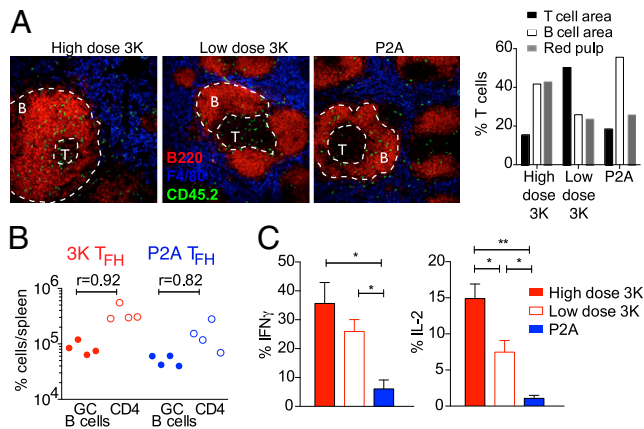 A
High dose 3K
Low dose 3K
P2A
B
T
B
T
T
B
B220
F4/80
CD45.2
T cell area
B cell area
Red pulp
% T cells
80
60
40
20
0
High dose 3K
Low dose 3K
P2A
B
3K TFH
P2A TFH
r=0.92
r=0.82
% cells/spleen
10^6
10^5
10^4
GC B cells
CD4
GC B cells
CD4
C
% IFNγ
50
40
30
20
10
0
*
*
% IL-2
20
15
10
5
0
**
*
*
High dose 3K
Low dose 3K
P2A